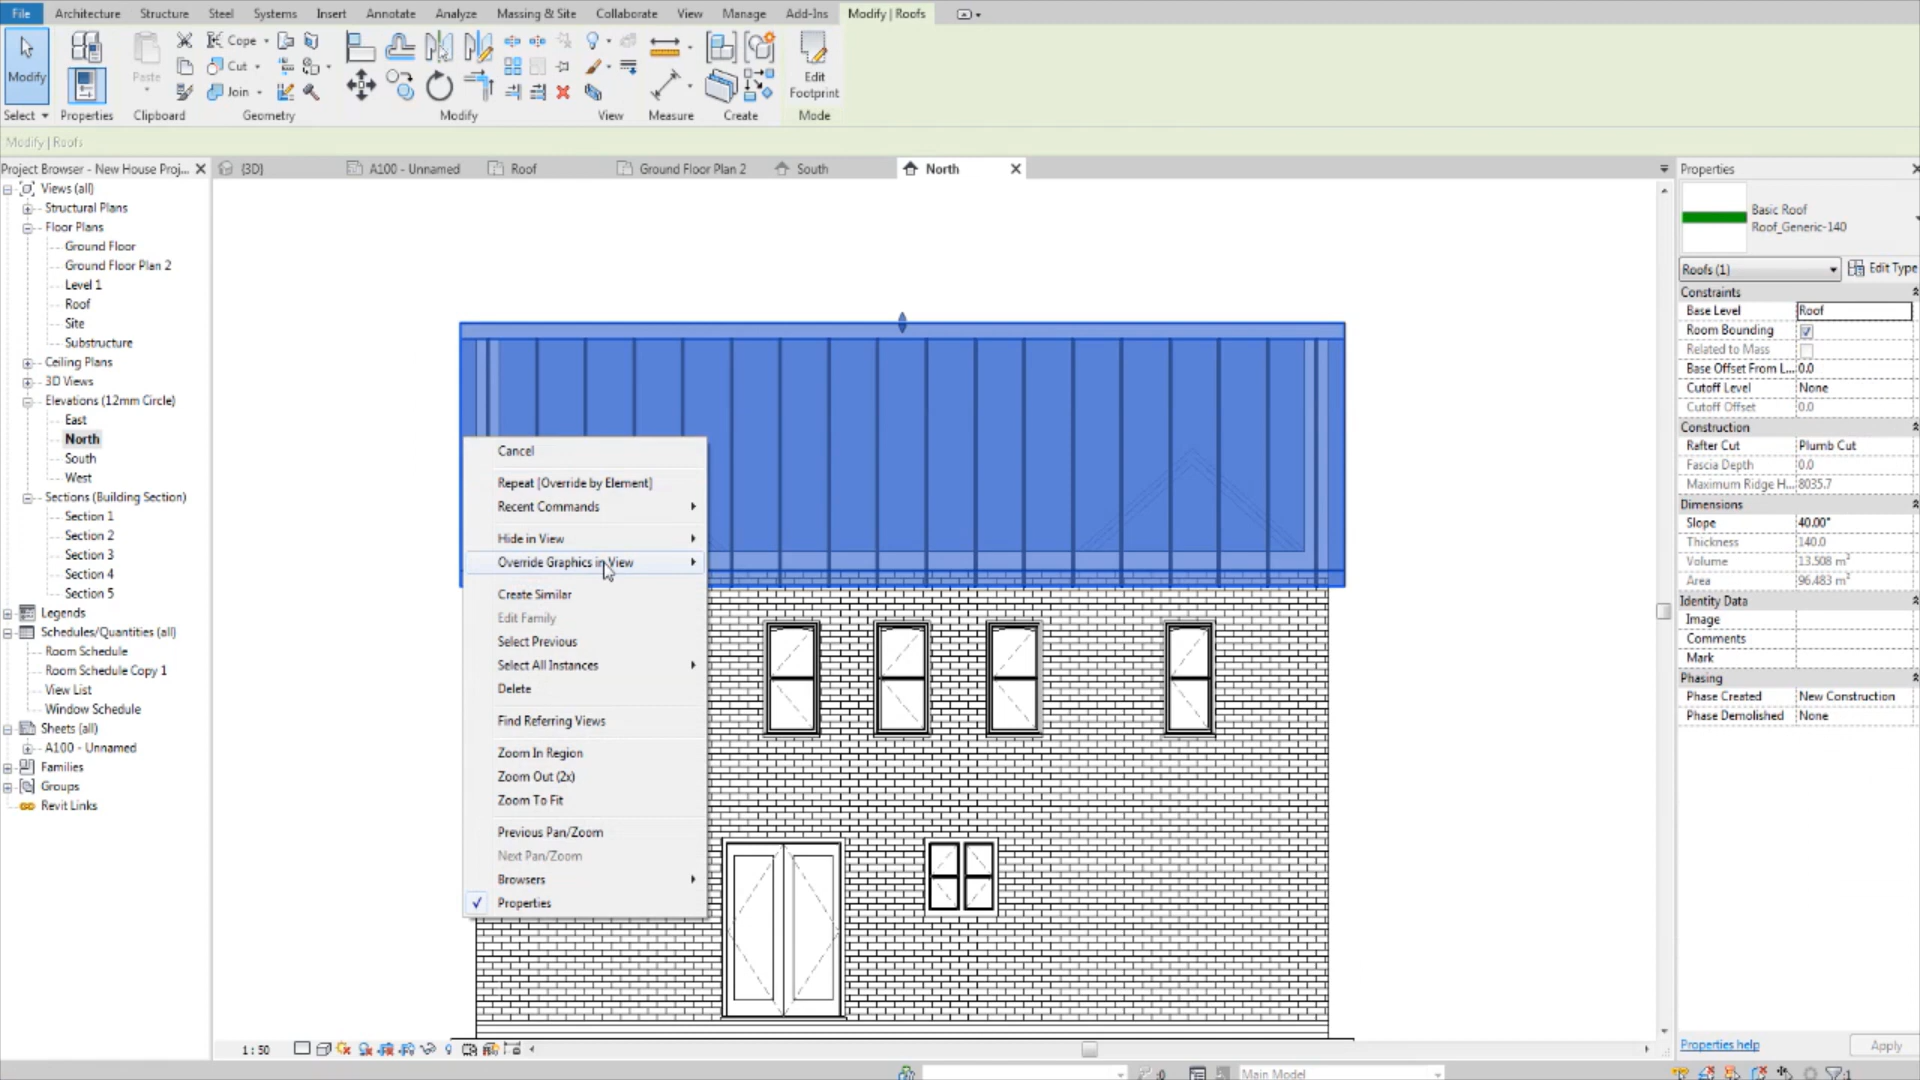 File Architecture Structure Steel Systems Insert Annotate Analyze Massing & Site Collaborate View Manage Add-Ins Modify | Roofs
Modify
Paste
Cope
Cut
Join
Edit
Footprint
Select Properties Clipboard Geometry Modify View Measure Create Mode
Modify | Roofs
Project Browser - New House Proj...
{3D}
A100 - Unnamed
Roof
Ground Floor Plan 2
South
North
Views (all)
Structural Plans
Floor Plans
Ground Floor
Ground Floor Plan 2
Level 1
Roof
Site
Substructure
Ceiling Plans
3D Views
Elevations (12mm Circle)
East
North
South
West
Sections (Building Section)
Section 1
Section 2
Section 3
Section 4
Section 5
Legends
Schedules/Quantities (all)
Room Schedule
Room Schedule Copy 1
View List
Window Schedule
Sheets (all)
A100 - Unnamed
Families
Groups
Revit Links
Cancel
Repeat [Override by Element]
Recent Commands
Hide in View
Override Graphics in View
Create Similar
Edit Family
Select Previous
Select All Instances
Delete
Find Referring Views
Zoom In Region
Zoom Out (2x)
Zoom To Fit
Previous Pan/Zoom
Next Pan/Zoom
Browsers
Properties
Properties
Basic Roof
Roof_Generic-140
Roofs (1)
Edit Type
Constraints
Base Level Roof
Room Bounding
Related to Mass
Base Offset From L... 0.0
Cutoff Level None
Cutoff Offset 0.0
Construction
Rafter Cut Plumb Cut
Fascia Depth 0.0
Maximum Ridge H... 8035.7
Dimensions
Slope 40.00°
Thickness 140.0
Volume 13.508 m³
Area 96.483 m²
Identity Data
Image
Comments
Mark
Phasing
Phase Created New Construction
Phase Demolished None
Properties help
Apply
1 : 50
:0
Main Model
:1